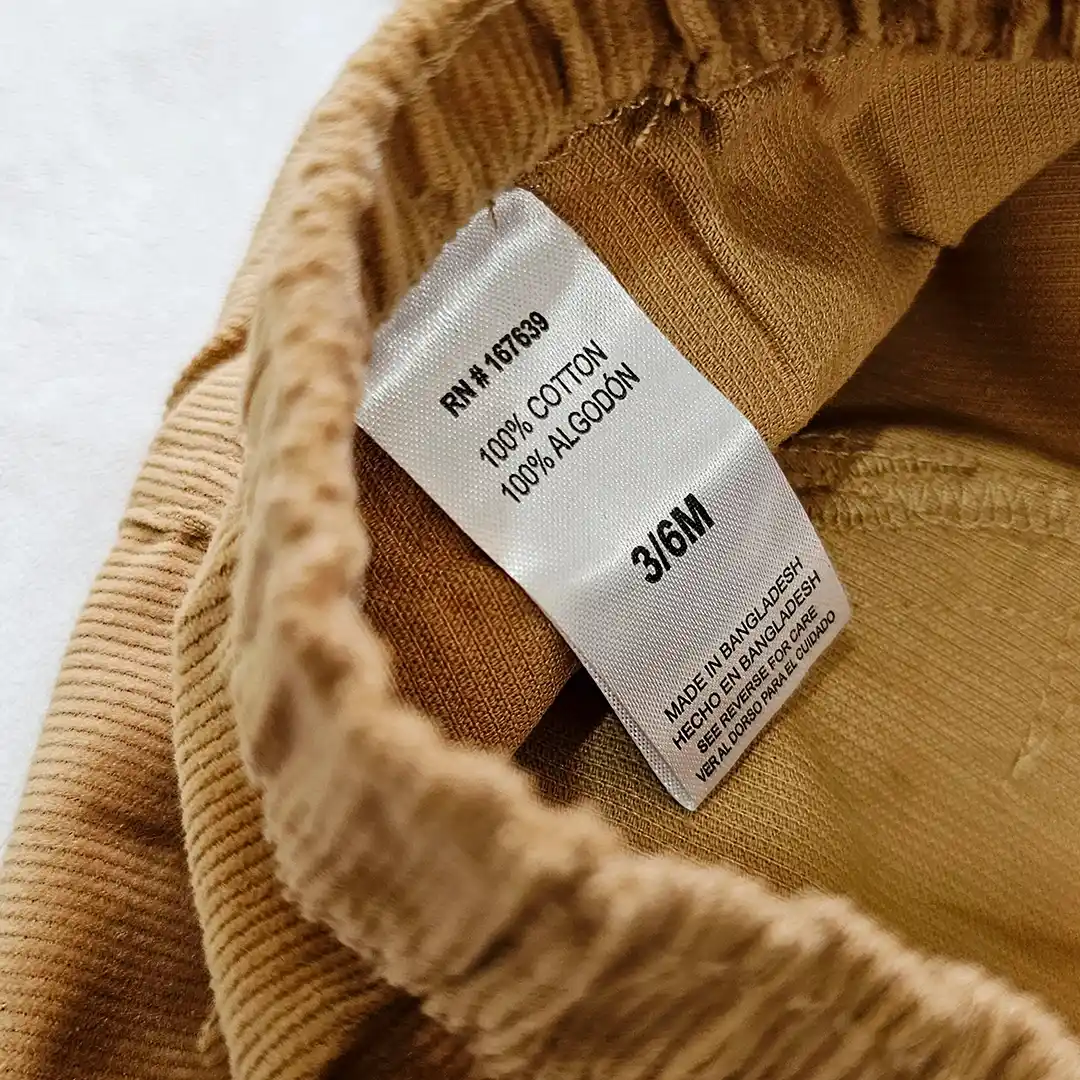 RN # 167639
100% COTTON
100% ALGODÓN
3/6M
MADE IN BANGLADESH
HECHO EN BANGLADESH
SEE REVERSE FOR CARE
VER AL DORSO PARA EL CUIDADO